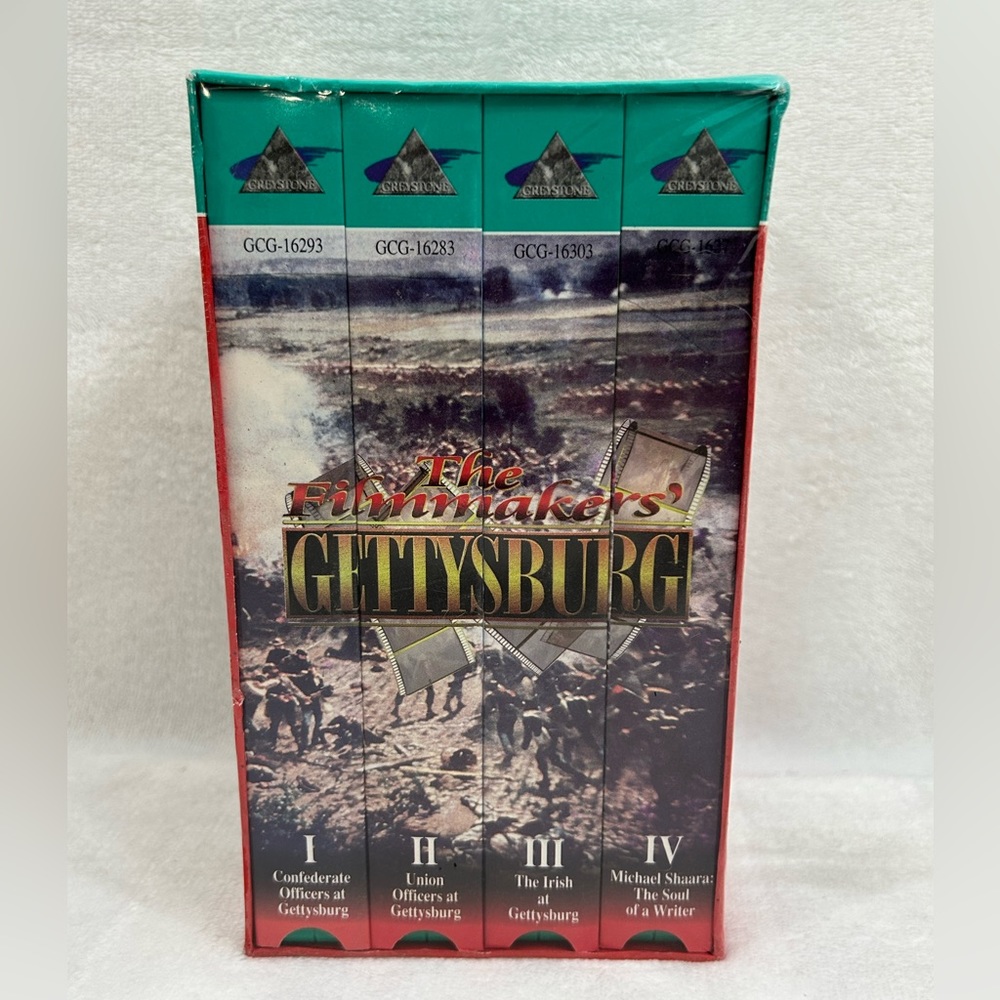 GREYSTONE GREYSTONE GREYSTONE GREYSTONE
GCG-16293 GCG-16283 GCG-16303
The
Filmmakers'
GETTYSBURG
I II III IV
Confederate
Officers at
Gettysburg
Union
Officers at
Gettysburg
The Irish
at
Gettysburg
Michael Shaara:
The Soul
of a Writer